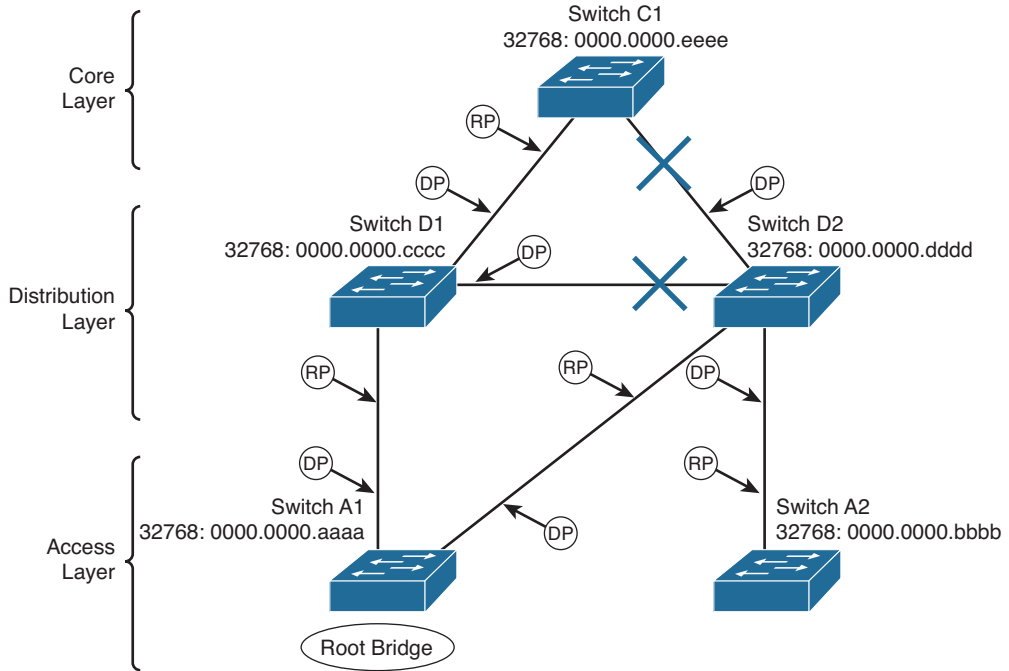 Switch C1
32768: 0000.0000.eeee
Core
Layer
RP
DP
DP
Switch D1
32768: 0000.0000.cccc
Switch D2
32768: 0000.0000.dddd
DP
Distribution
Layer
RP
RP
DP
DP
RP
Switch A1
32768: 0000.0000.aaaa
Switch A2
32768: 0000.0000.bbbb
DP
Access
Layer
Root Bridge